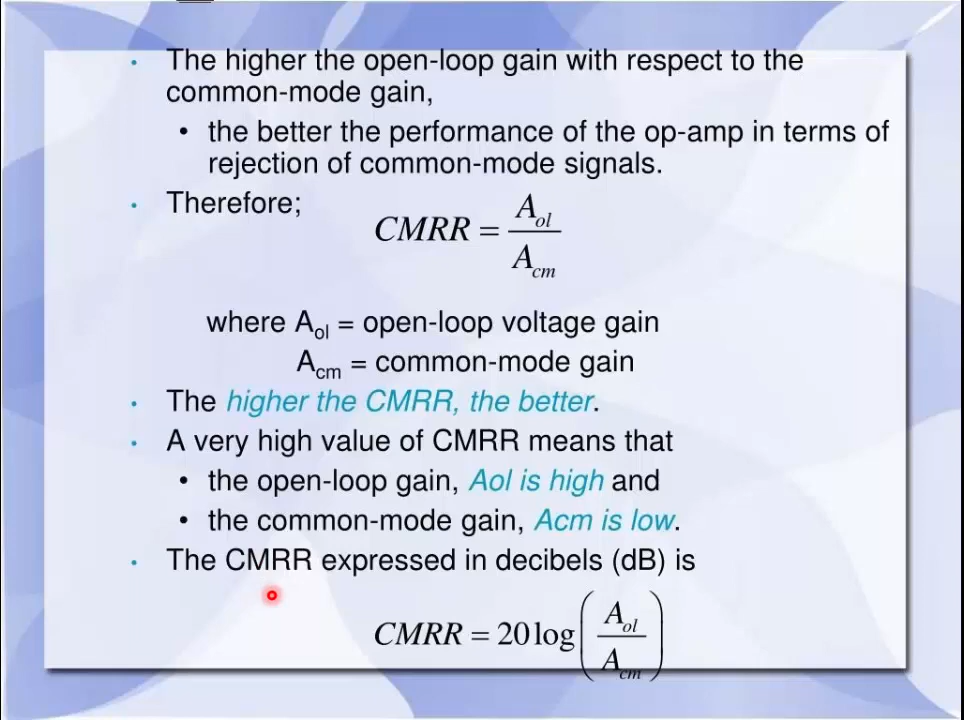 • The higher the open-loop gain with respect to the
common-mode gain,
• the better the performance of the op-amp in terms of
rejection of common-mode signals.
• Therefore;
CMRR = A_ol / A_cm
where A_ol = open-loop voltage gain
A_cm = common-mode gain
• The higher the CMRR, the better.
• A very high value of CMRR means that
• the open-loop gain, Aol is high and
• the common-mode gain, Acm is low.
• The CMRR expressed in decibels (dB) is
CMRR = 20 log (A_ol / A_cm)